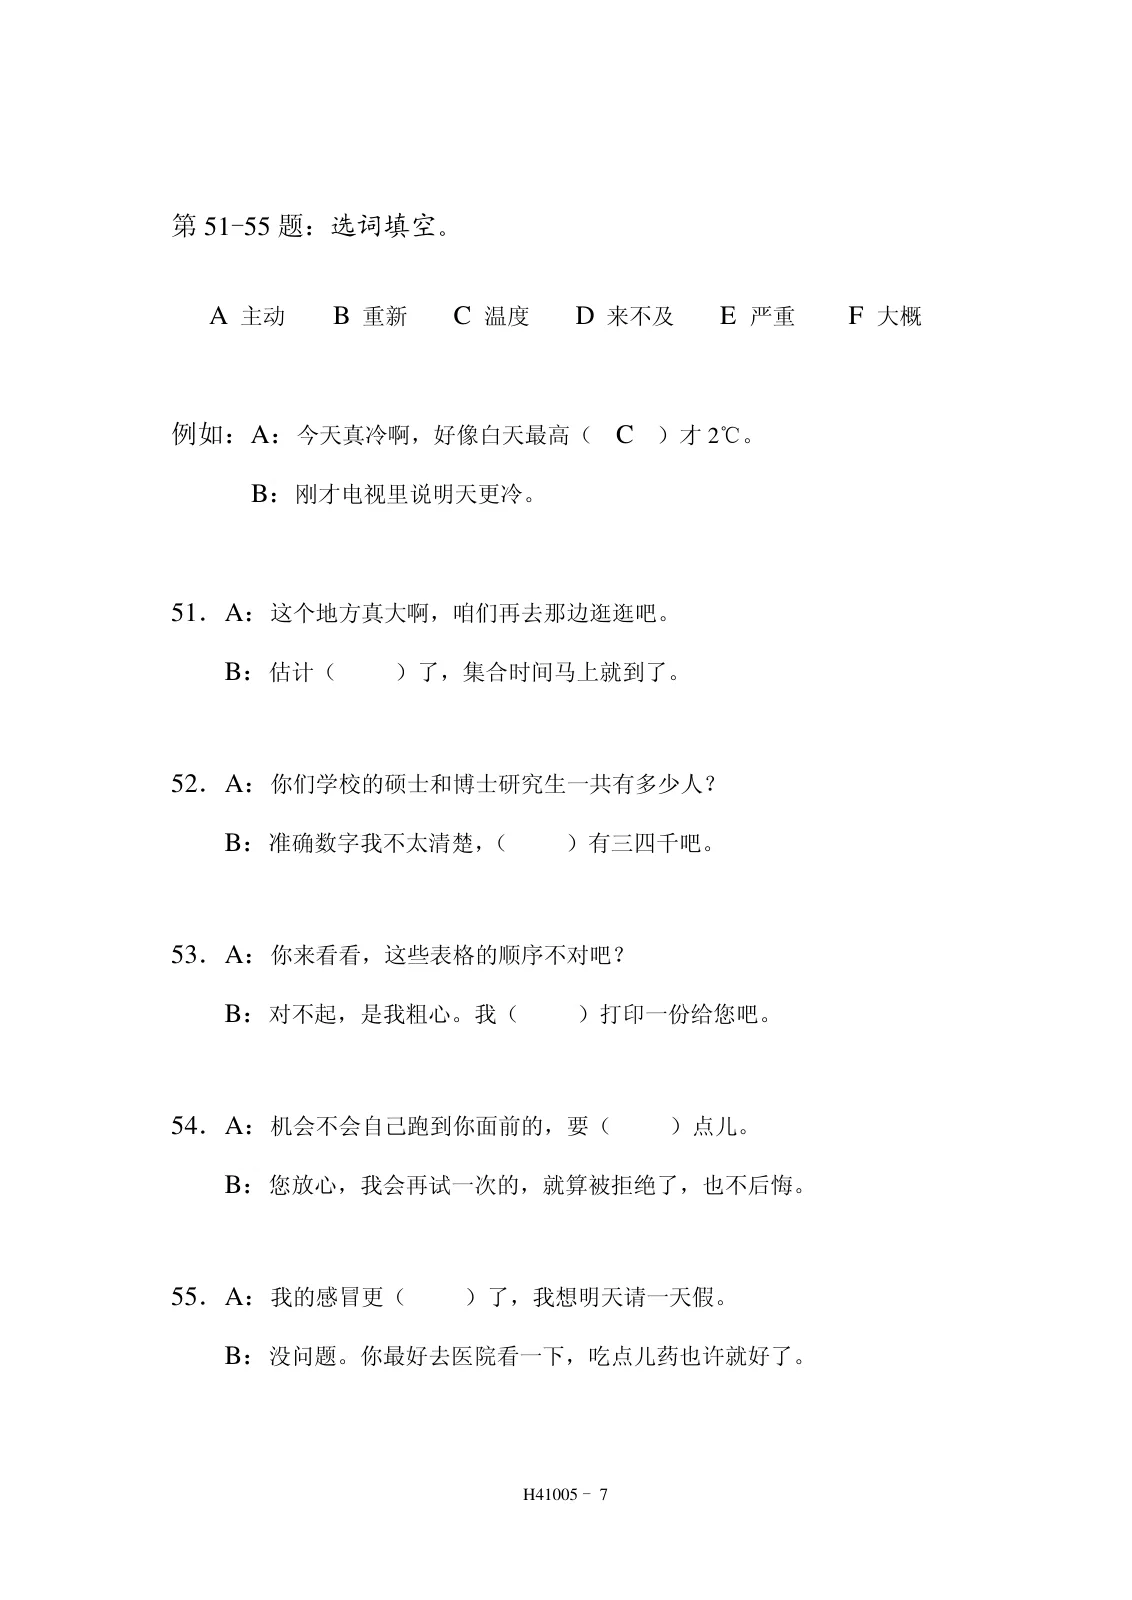 第 51-55 题：选词填空。
A 主动 B 重新 C 温度 D 来不及 E 严重 F 大概
例如：A：今天真冷啊，好像白天最高（ C ）才 2℃。
B：刚才电视里说明天更冷。
51．A：这个地方真大啊，咱们再去那边逛逛吧。
B：估计（ ）了，集合时间马上就到了。
52．A：你们学校的硕士和博士研究生一共有多少人？
B：准确数字我不太清楚，（ ）有三四千吧。
53．A：你来看看，这些表格的顺序不对吧？
B：对不起，是我粗心。我（ ）打印一份给您吧。
54．A：机会不会自己跑到你面前的，要（ ）点儿。
B：您放心，我会再试一次的，就算被拒绝了，也不后悔。
55．A：我的感冒更（ ）了，我想明天请一天假。
B：没问题。你最好去医院看一下，吃点儿药也许就好了。
H41005 - 7